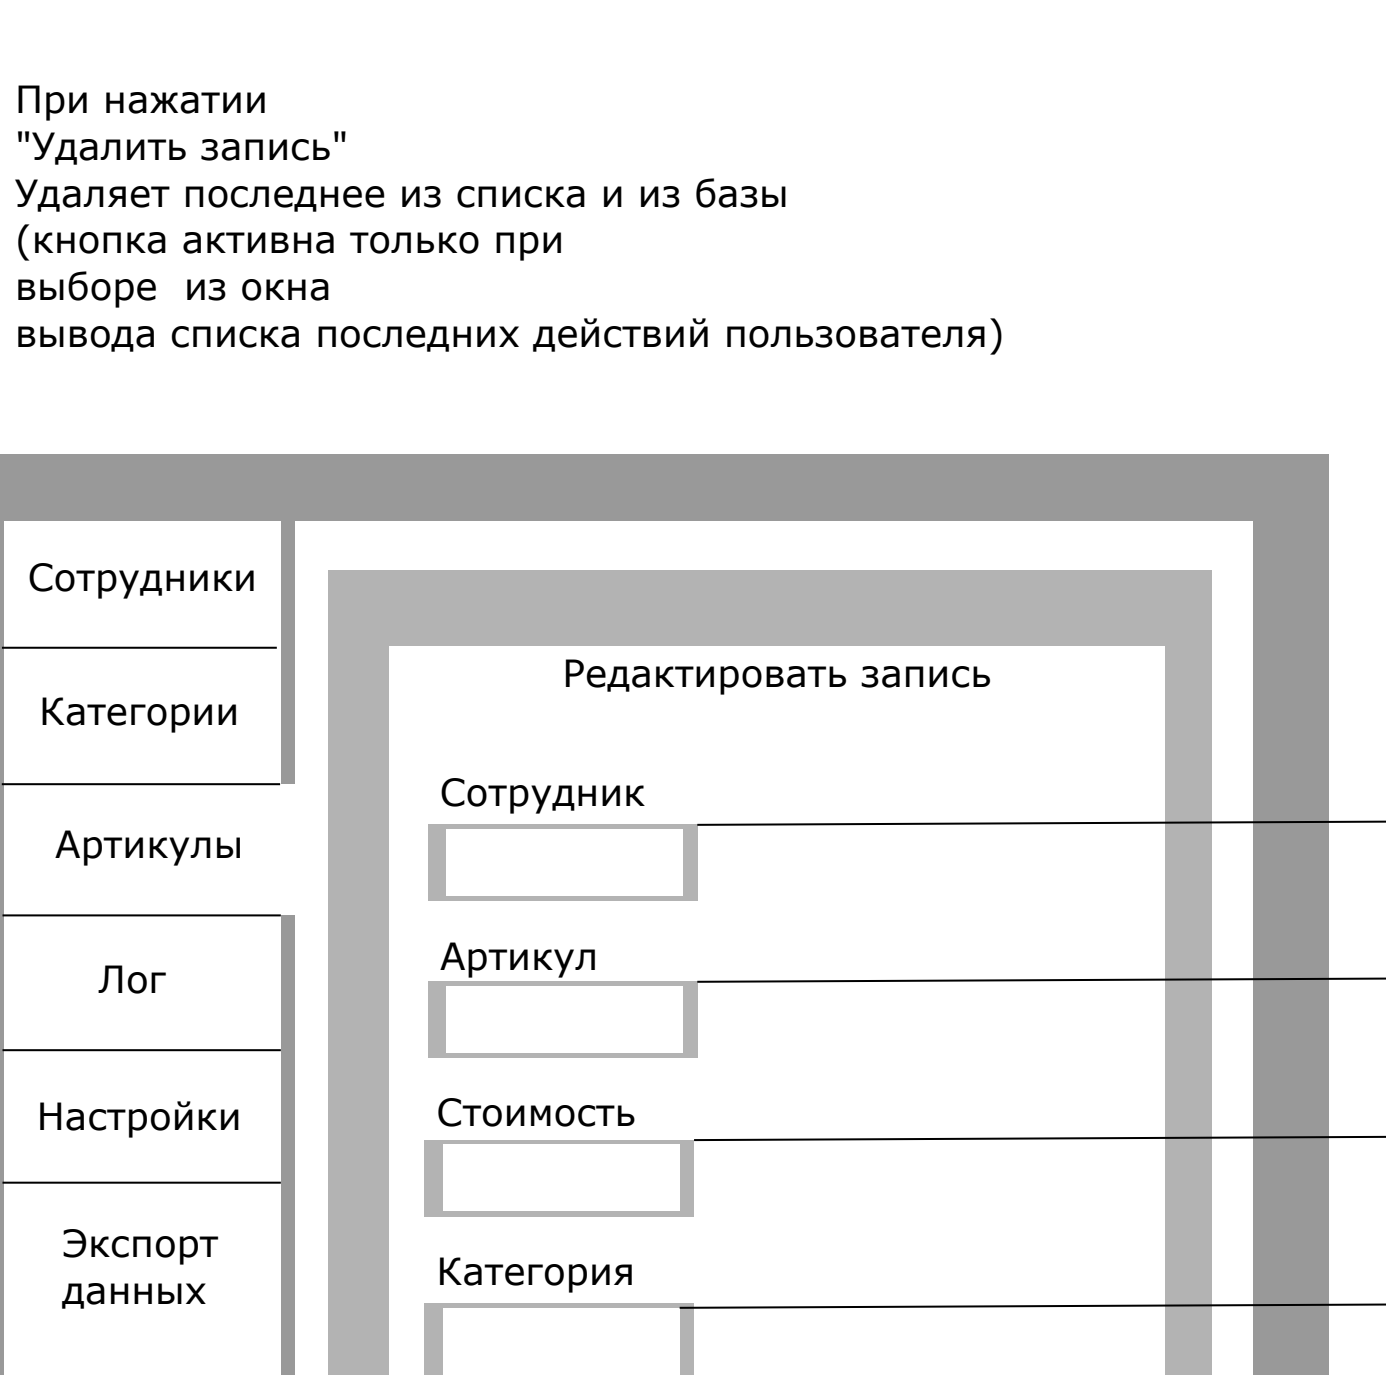 При нажатии
"Удалить запись"
Удаляет последнее из списка и из базы
(кнопка активна только при
выборе  из окна
вывода списка последних действий пользователя)
Сотрудники
Категории
Артикулы
Лог
Настройки
Экспорт
данных
Редактировать запись
Сотрудник
Артикул
Стоимость
Категория